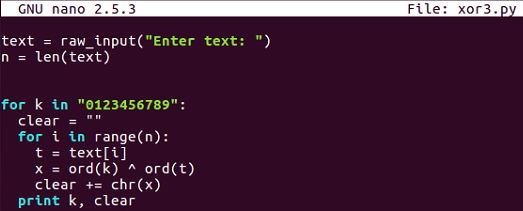 GNU nano 2.5.3 File: xor3.py
text = raw_input("Enter text: ")
n = len(text)
for k in "0123456789":
  clear = ""
  for i in range(n):
    t = text[i]
    x = ord(k) ^ ord(t)
    clear += chr(x)
  print k, clear